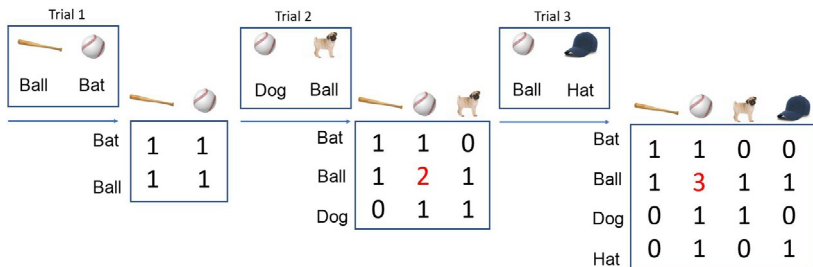 Trial 1
Ball Bat
Bat 1 1
Ball 1 1
Trial 2
Dog Ball
Bat 1 1 0
Ball 1 2 1
Dog 0 1 1
Trial 3
Ball Hat
Bat 1 1 0 0
Ball 1 3 1 1
Dog 0 1 1 0
Hat 0 1 0 1